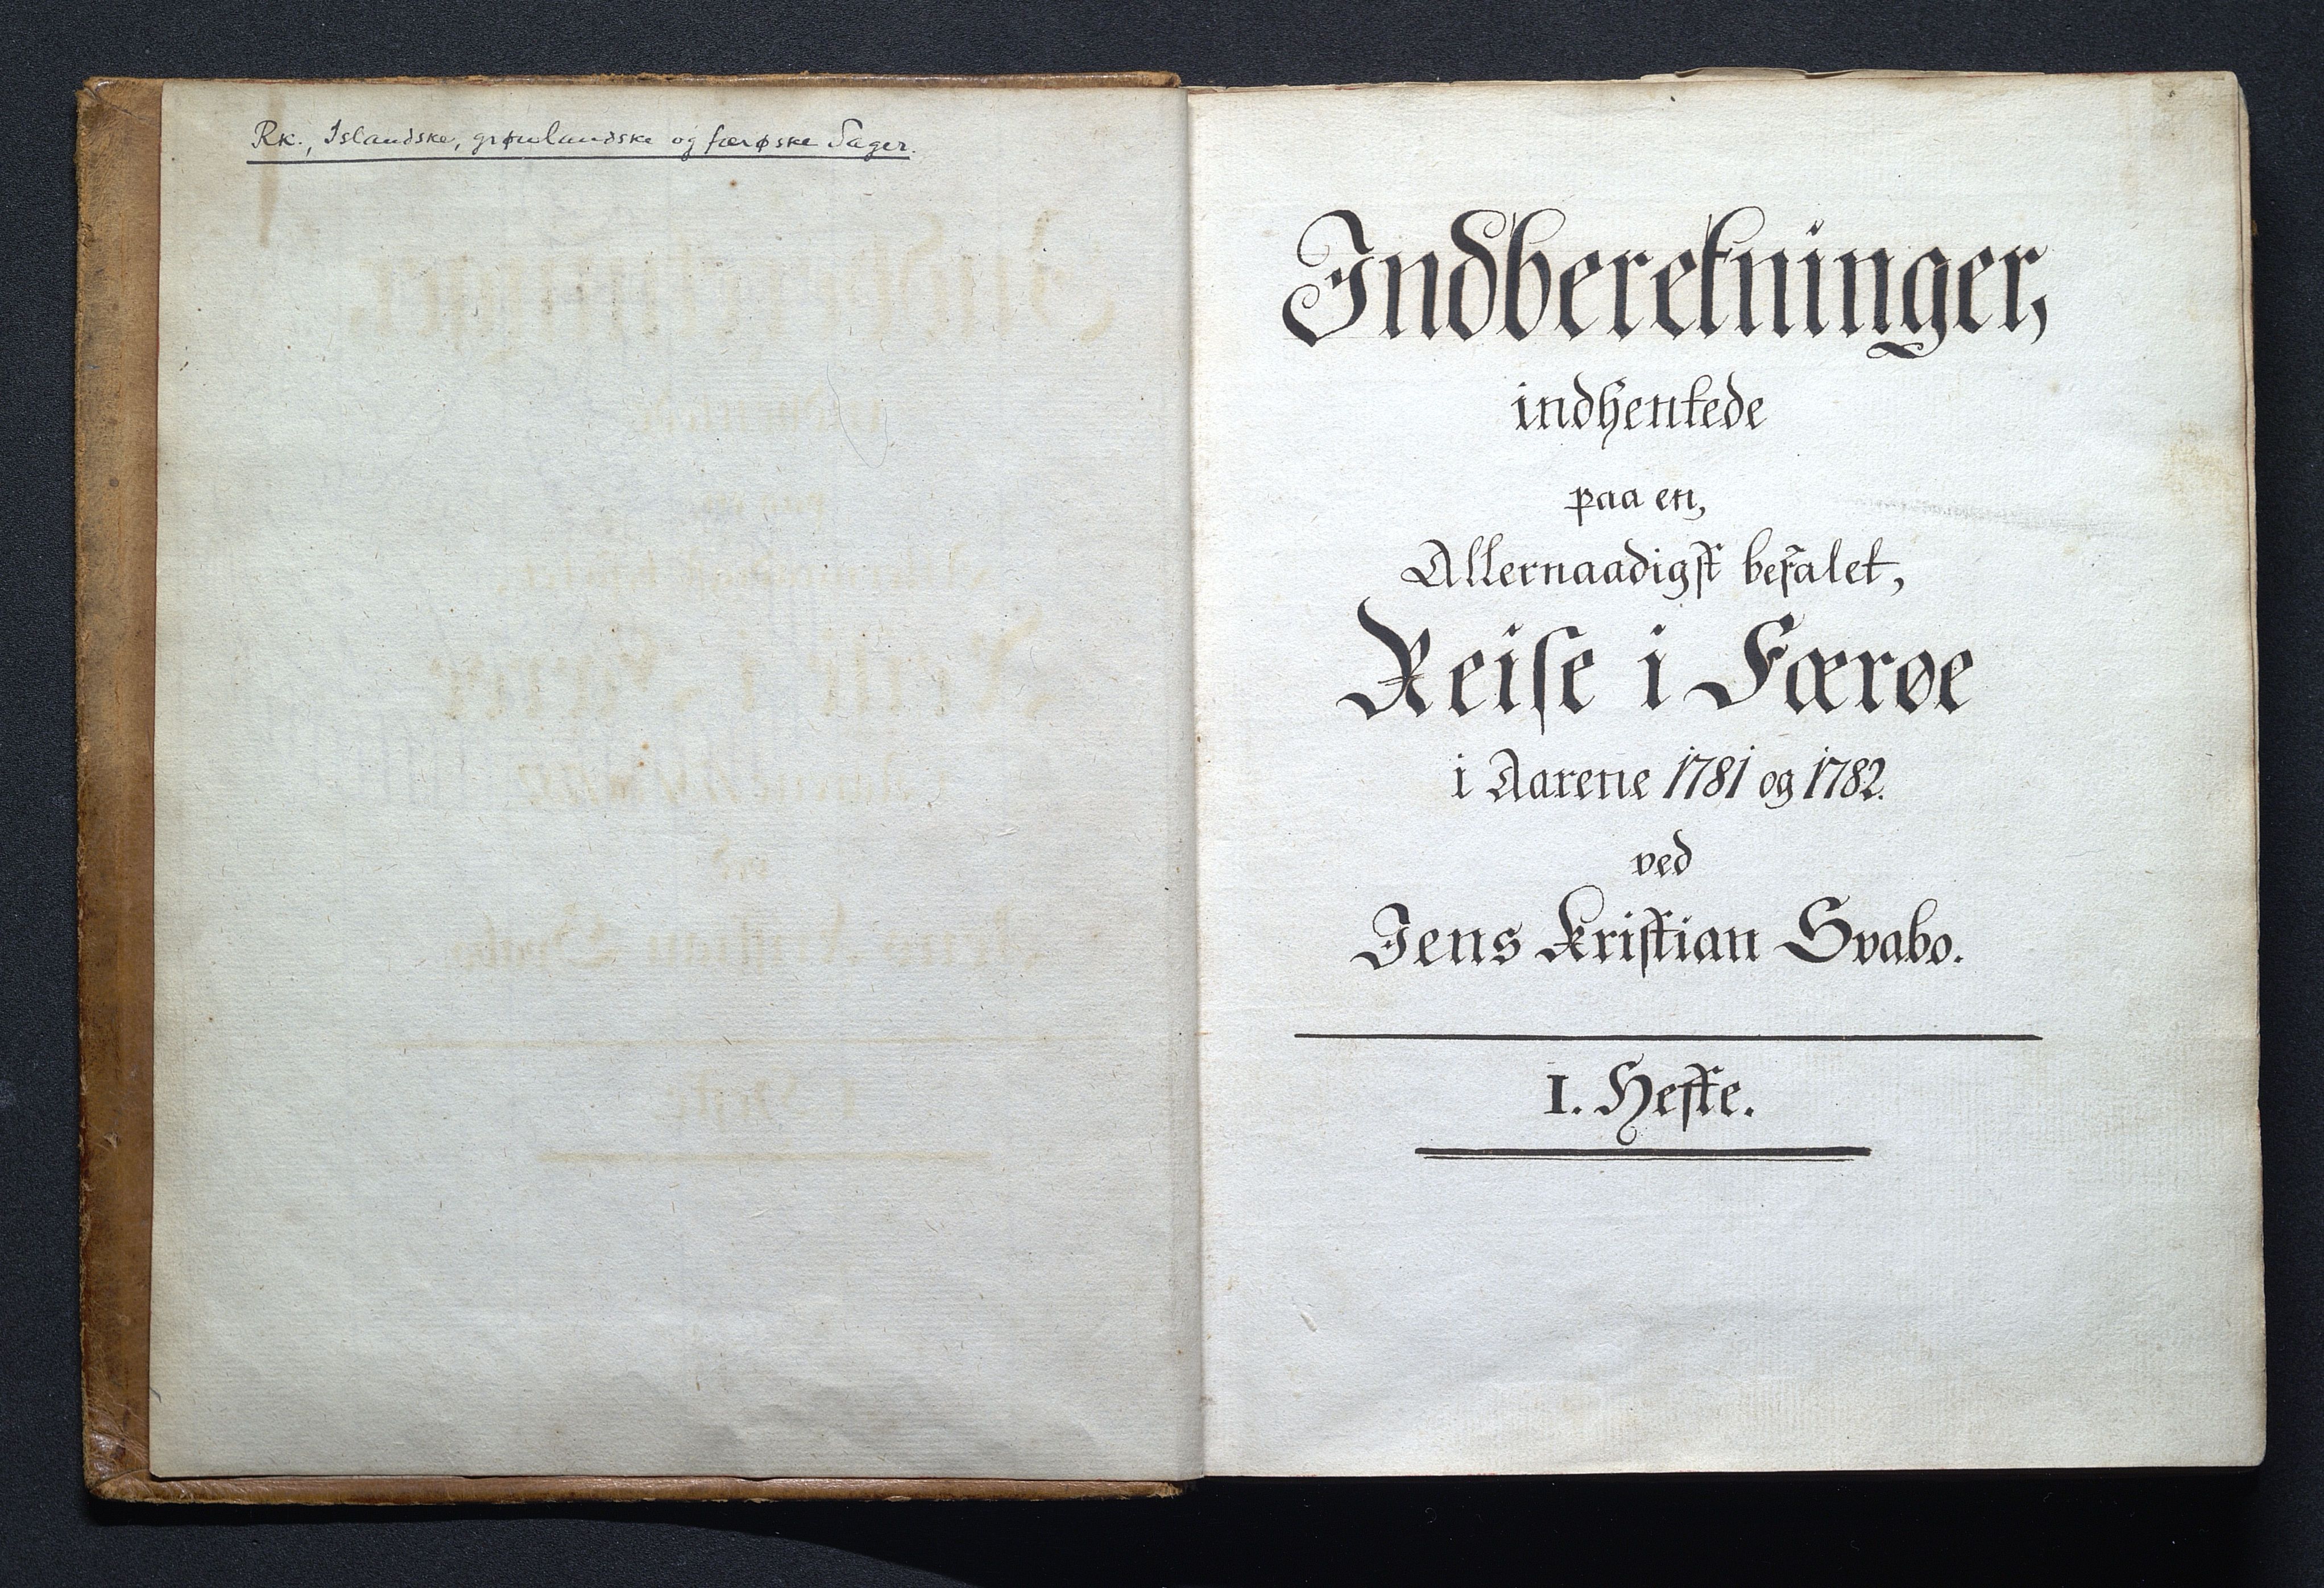 Rk., Islandske, grønlandske og færøske Sager.
Indberetninger,
indhentede
paa en,
Allernaadigst befalet,
Reise i Færøe
i Aarene 1781 og 1782.
ved
Jens Kristian Svabo.
I. Hefte.